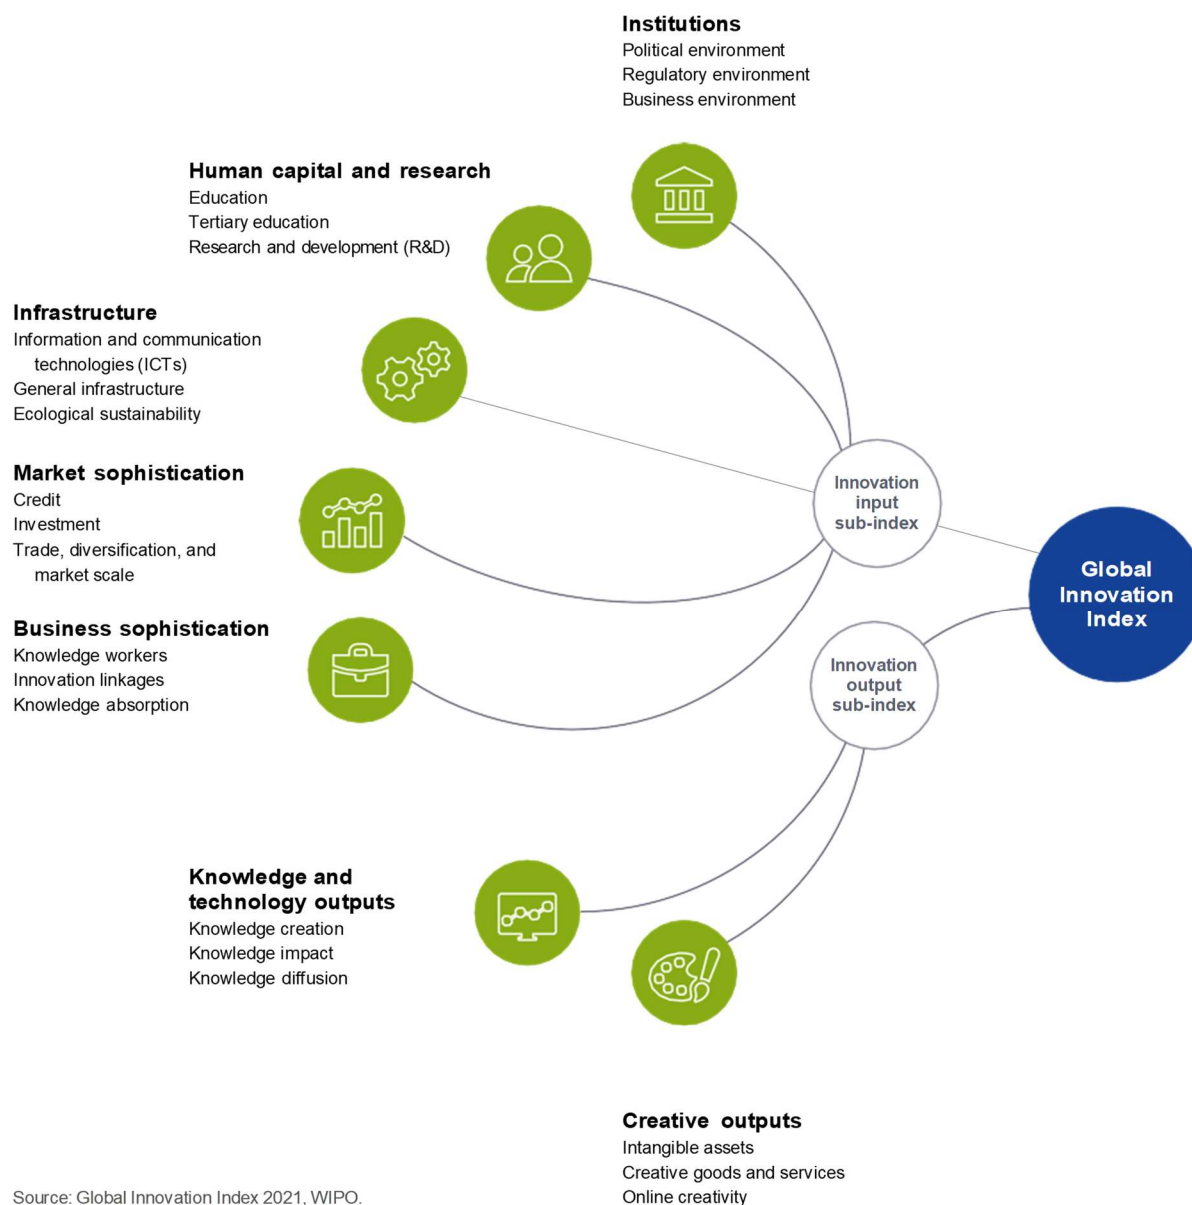 Institutions
Political environment
Regulatory environment
Business environment
Human capital and research
Education
Tertiary education
Research and development (R&D)
Infrastructure
Information and communication
technologies (ICTs)
General infrastructure
Ecological sustainability
Market sophistication
Credit
Investment
Trade, diversification, and
market scale
Business sophistication
Knowledge workers
Innovation linkages
Knowledge absorption
Innovation
input
sub-index
Global
Innovation
Index
Innovation
output
sub-index
Knowledge and
technology outputs
Knowledge creation
Knowledge impact
Knowledge diffusion
Creative outputs
Intangible assets
Creative goods and services
Online creativity
Source: Global Innovation Index 2021, WIPO.